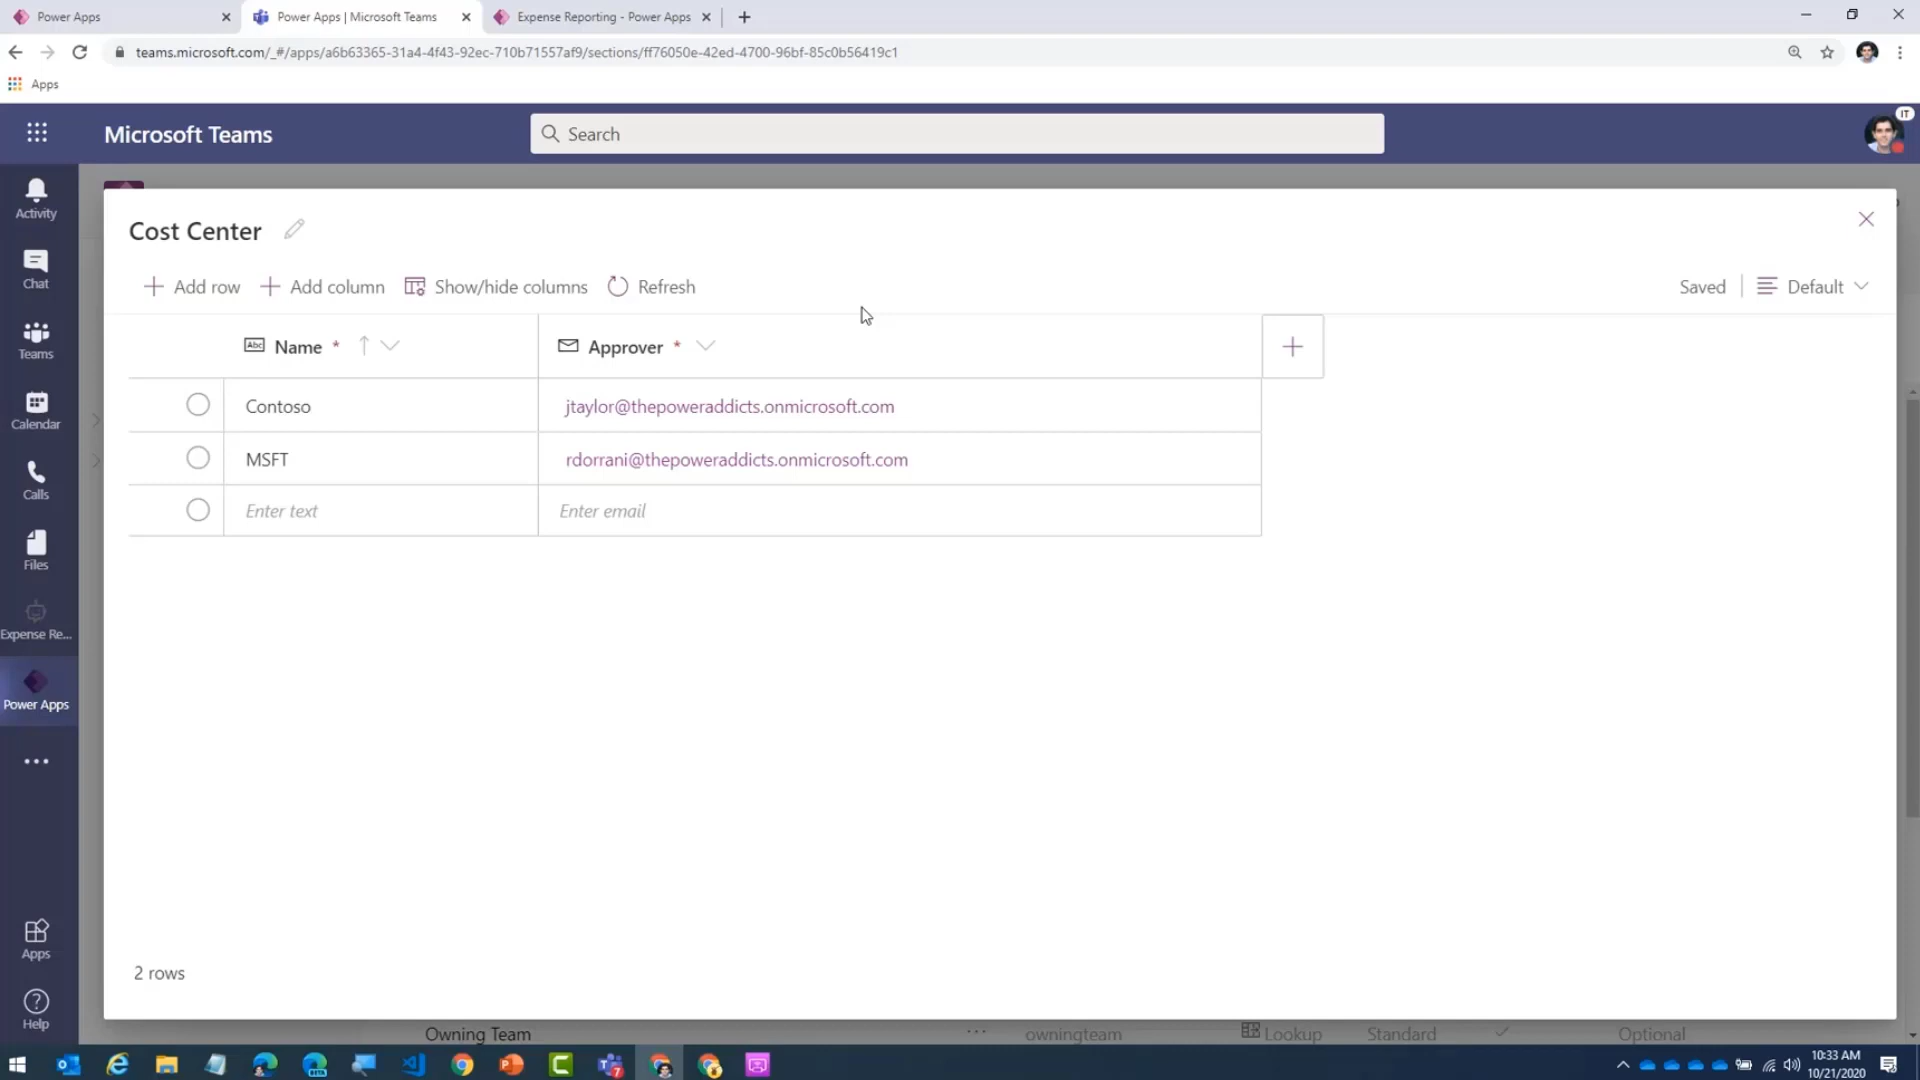 Power Apps
Power Apps | Microsoft Teams
Expense Reporting - Power Apps
teams.microsoft.com/_#/apps/a6b63365-31a4-4f43-92ec-710b71557af9/sections/ff76050e-42ed-4700-96bf-85c0b56419c1
Apps
Microsoft Teams
Search
IT
Activity
Chat
Teams
Calendar
Calls
Files
Expense Re...
Power Apps
Apps
Help
Cost Center
Add row
Add column
Show/hide columns
Refresh
Saved
Default
Abc Name *
Approver *
Contoso
jtaylor@thepoweraddicts.onmicrosoft.com
MSFT
rdorrani@thepoweraddicts.onmicrosoft.com
Enter text
Enter email
2 rows
Owning Team
... owningteam
Lookup
Standard
Optional
10:33 AM
10/21/2020